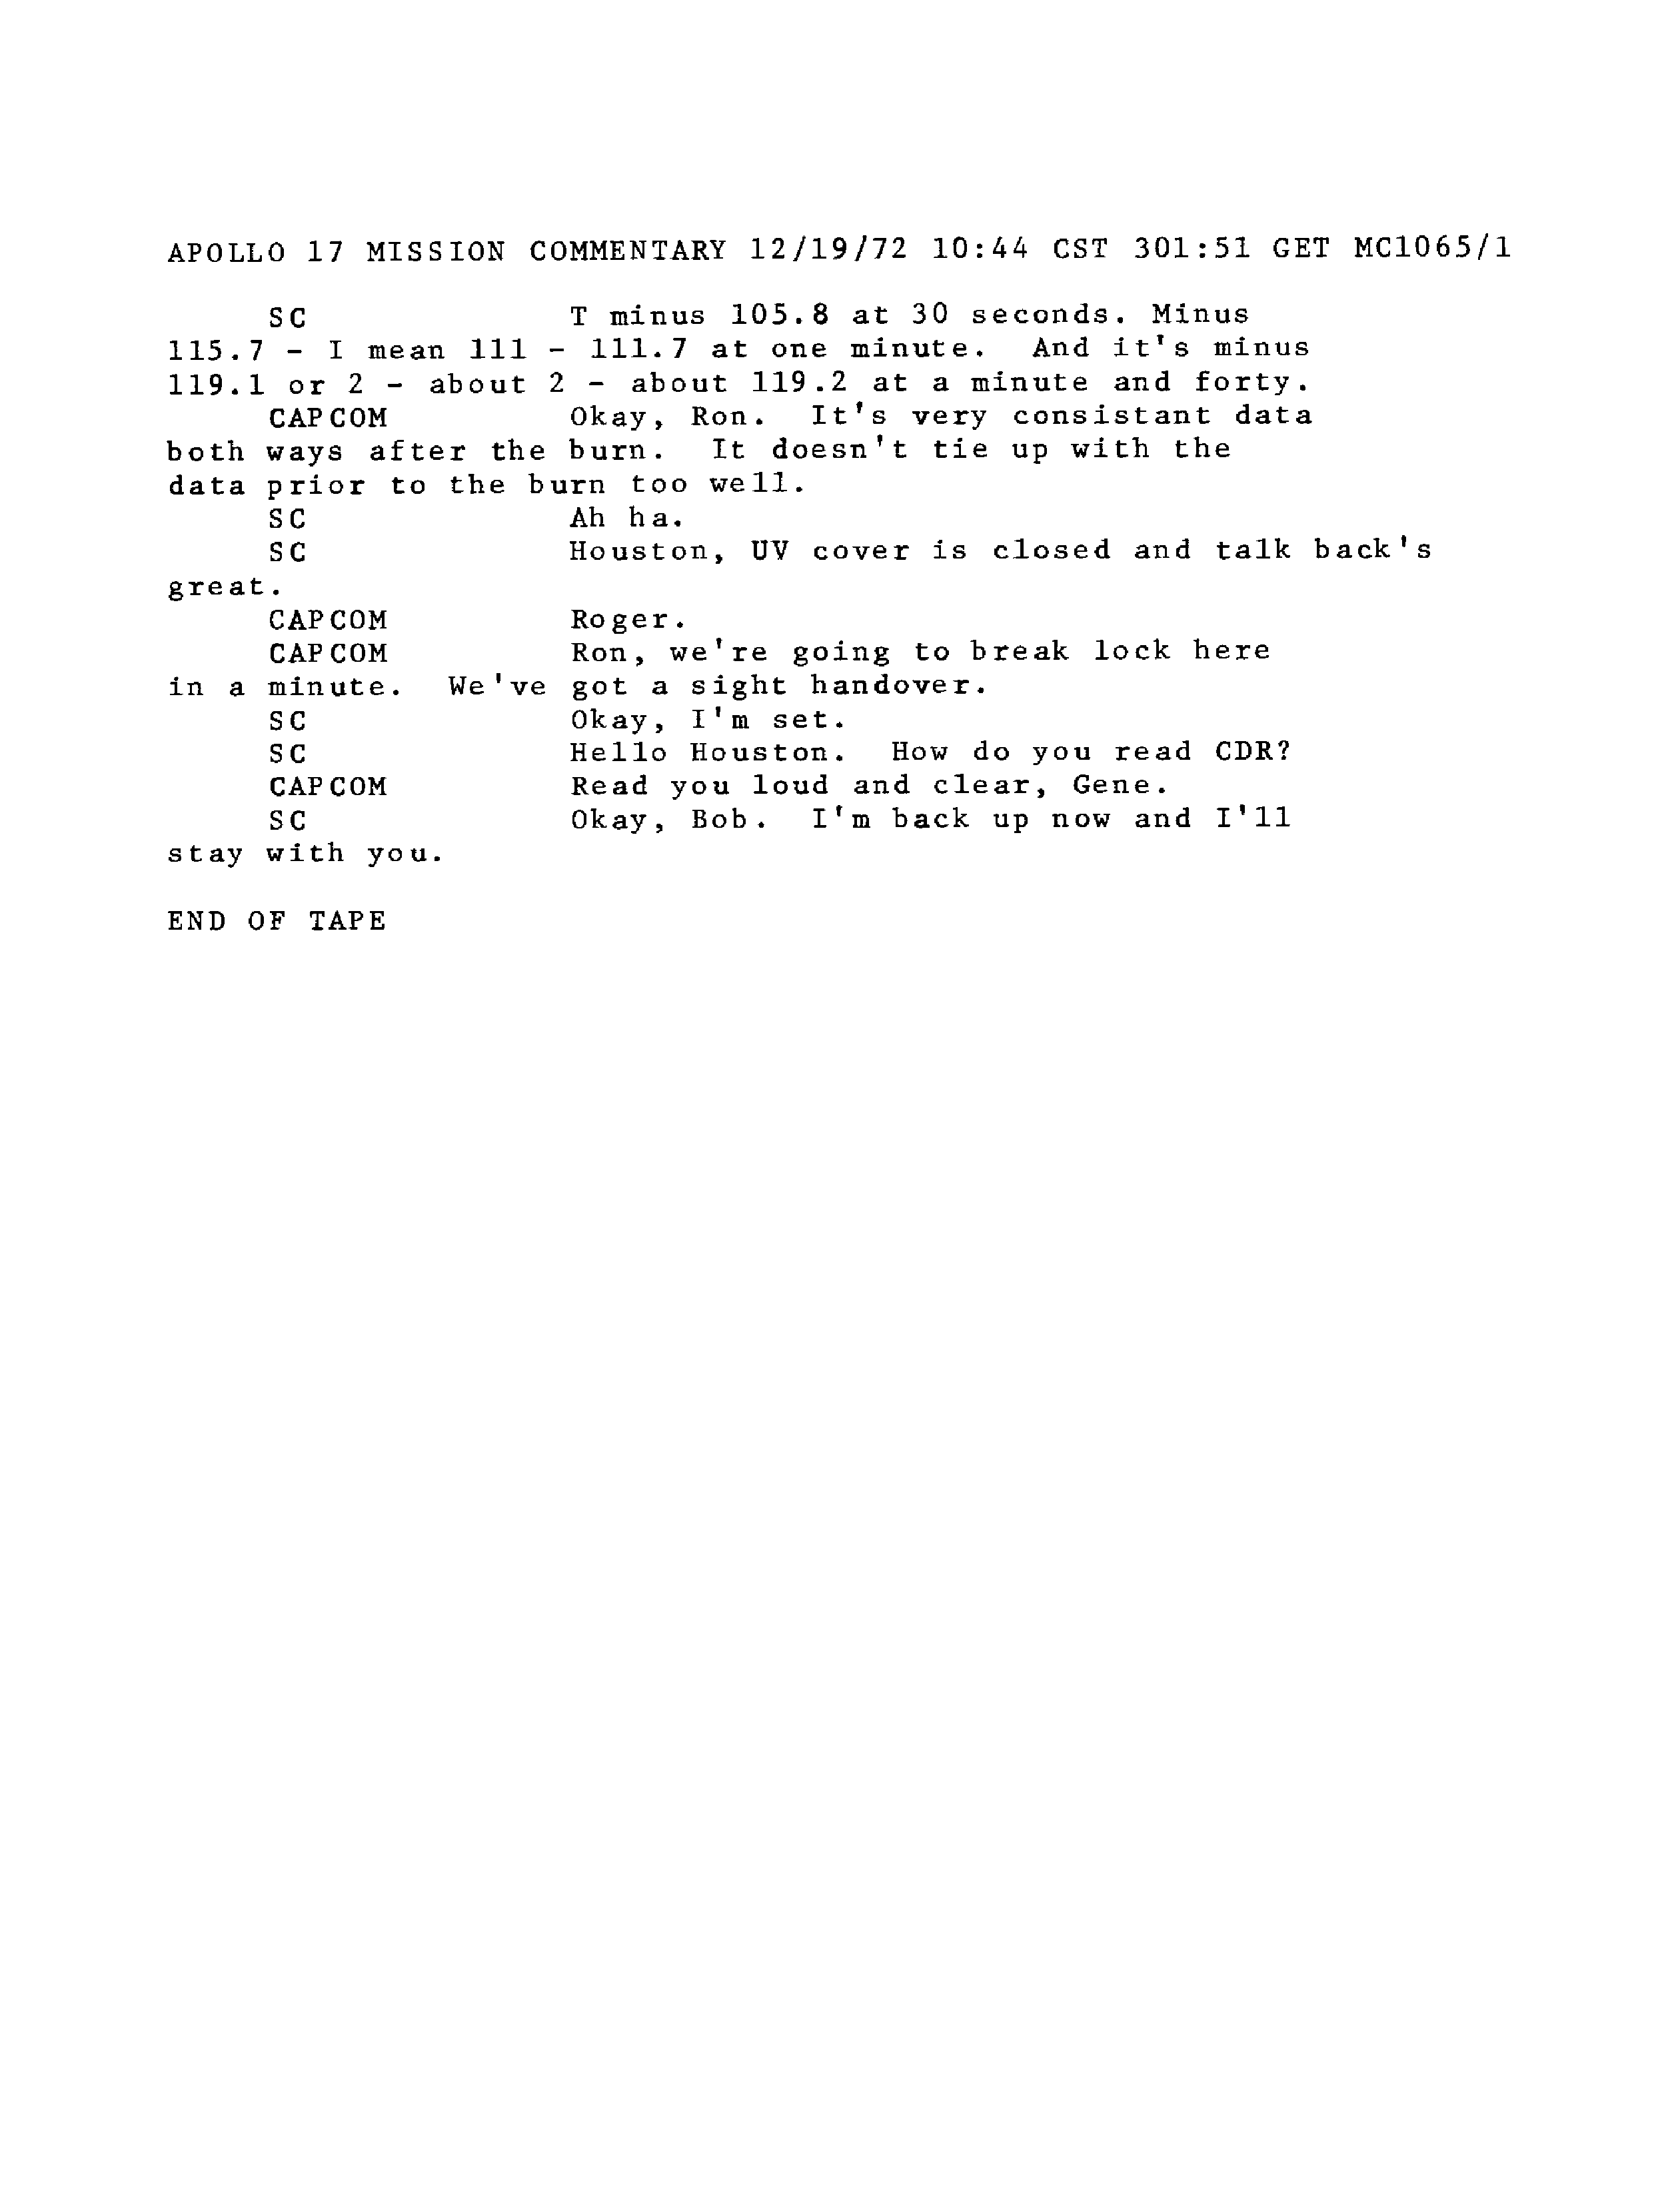 APOLLO 17 MISSION COMMENTARY 12/19/72 10:44 CST 301:51 GET MC1065/1
SC T minus 105.8 at 30 seconds. Minus
115.7 - I mean 111 - 111.7 at one minute. And it's minus
119.1 or 2 - about 2 - about 119.2 at a minute and forty.
CAPCOM Okay, Ron. It's very consistant data
both ways after the burn. It doesn't tie up with the
data prior to the burn too well.
SC Ah ha.
SC Houston, UV cover is closed and talk back's
great.
CAPCOM Roger.
CAPCOM Ron, we're going to break lock here
in a minute. We've got a sight handover.
SC Okay, I'm set.
SC Hello Houston. How do you read CDR?
CAPCOM Read you loud and clear, Gene.
SC Okay, Bob. I'm back up now and I'll
stay with you.
END OF TAPE